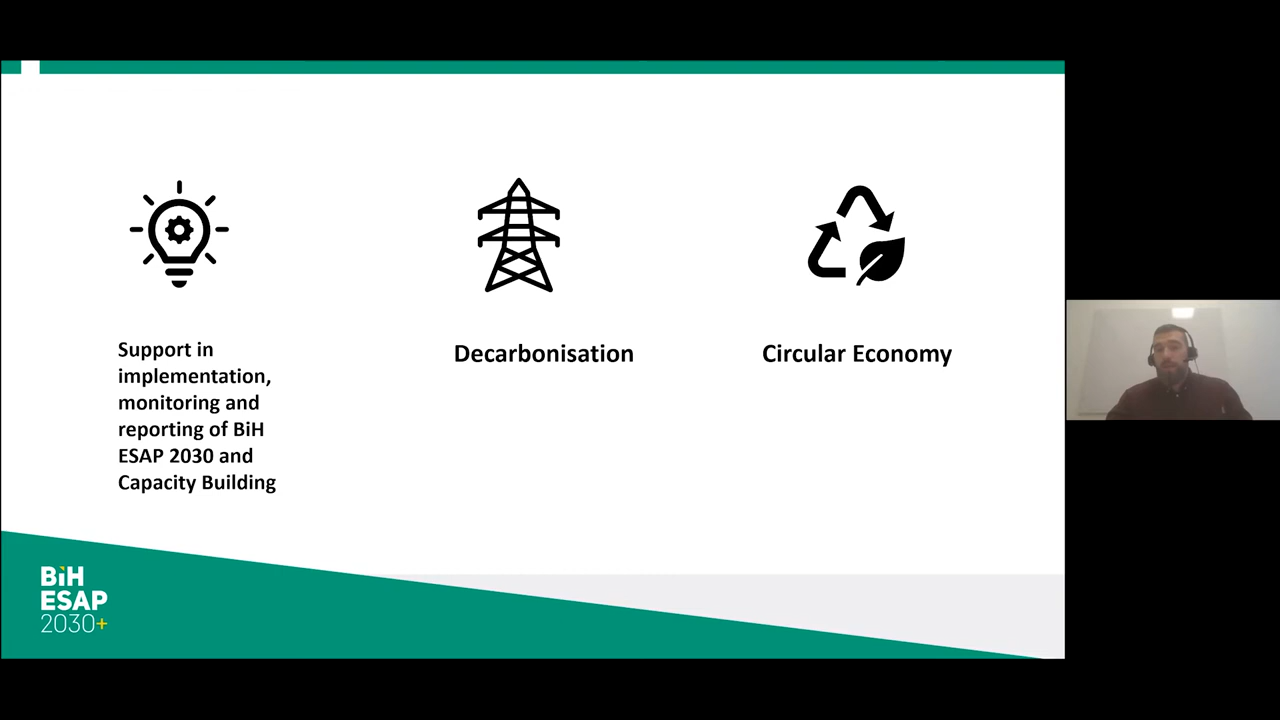 Support in
implementation,
monitoring and
reporting of BiH
ESAP 2030 and
Capacity Building
Decarbonisation
Circular Economy
BiH
ESAP
2030+